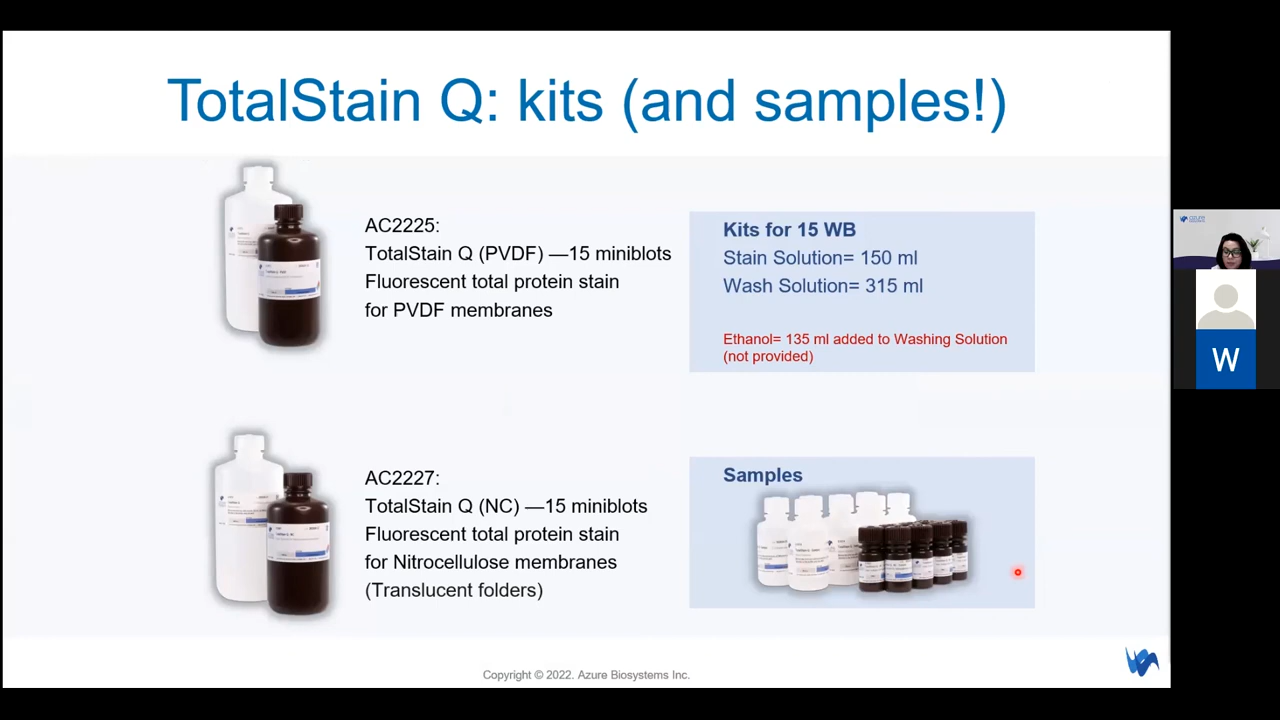 TotalStain Q: kits (and samples!)
AC2225:
TotalStain Q (PVDF) —15 miniblots
Fluorescent total protein stain
for PVDF membranes
Kits for 15 WB
Stain Solution= 150 ml
Wash Solution= 315 ml
Ethanol= 135 ml added to Washing Solution
(not provided)
AC2227:
TotalStain Q (NC) —15 miniblots
Fluorescent total protein stain
for Nitrocellulose membranes
(Translucent folders)
Samples
Copyright © 2022. Azure Biosystems Inc.
W